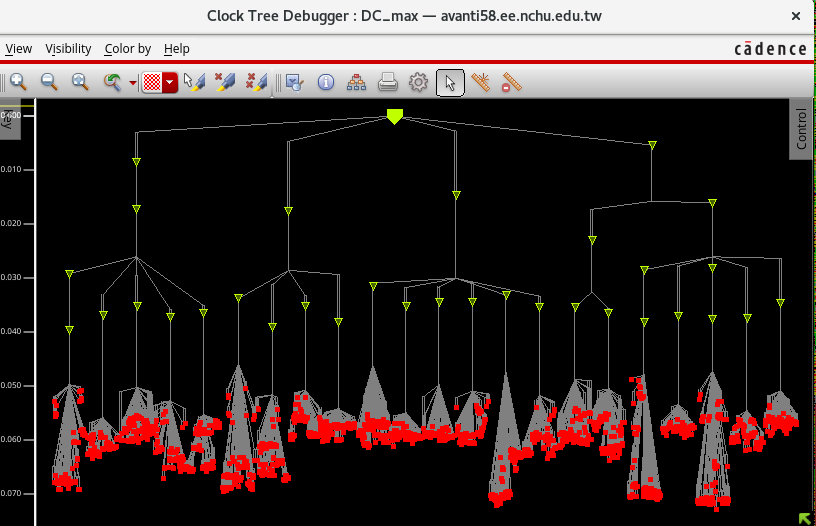 Clock Tree Debugger : DC_max — avanti58.ee.nchu.edu.tw
View Visibility Color by Help
cādence
Key
Control
0.000
0.010
0.020
0.030
0.040
0.050
0.060
0.070